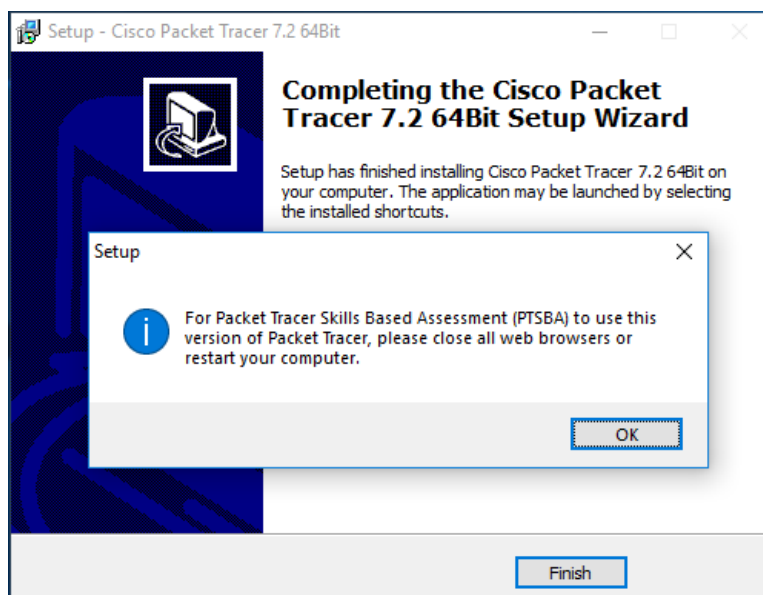 Setup - Cisco Packet Tracer 7.2 64Bit
Completing the Cisco Packet
Tracer 7.2 64Bit Setup Wizard
Setup has finished installing Cisco Packet Tracer 7.2 64Bit on
your computer. The application may be launched by selecting
the installed shortcuts.
Setup
For Packet Tracer Skills Based Assessment (PTSBA) to use this
version of Packet Tracer, please close all web browsers or
restart your computer.
OK
Finish